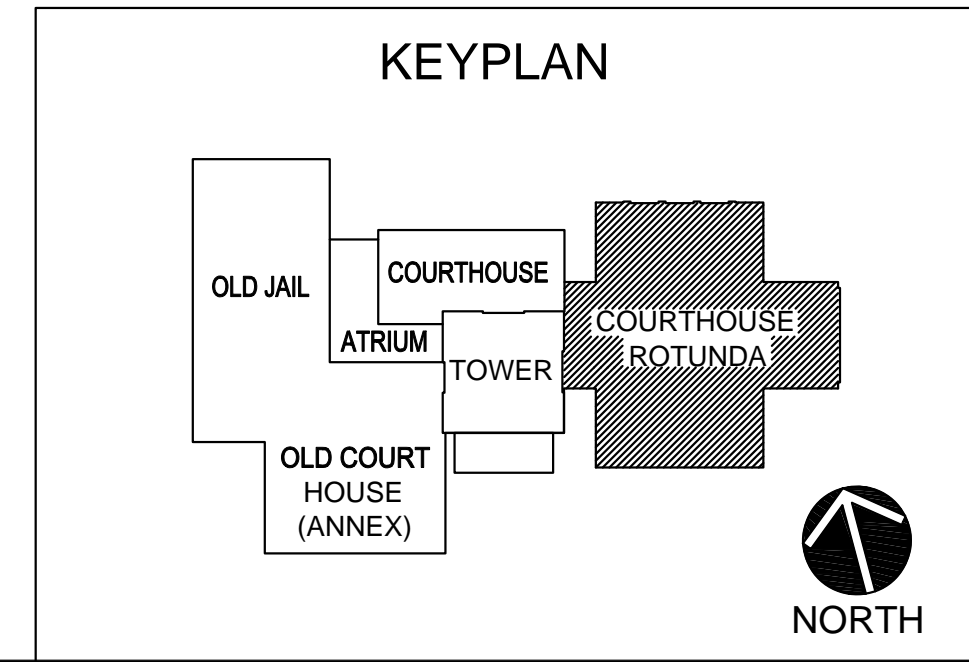 KEYPLAN
OLD JAIL
COURTHOUSE
ATRIUM
TOWER
COURTHOUSE
ROTUNDA
OLD COURT
HOUSE
(ANNEX)
NORTH